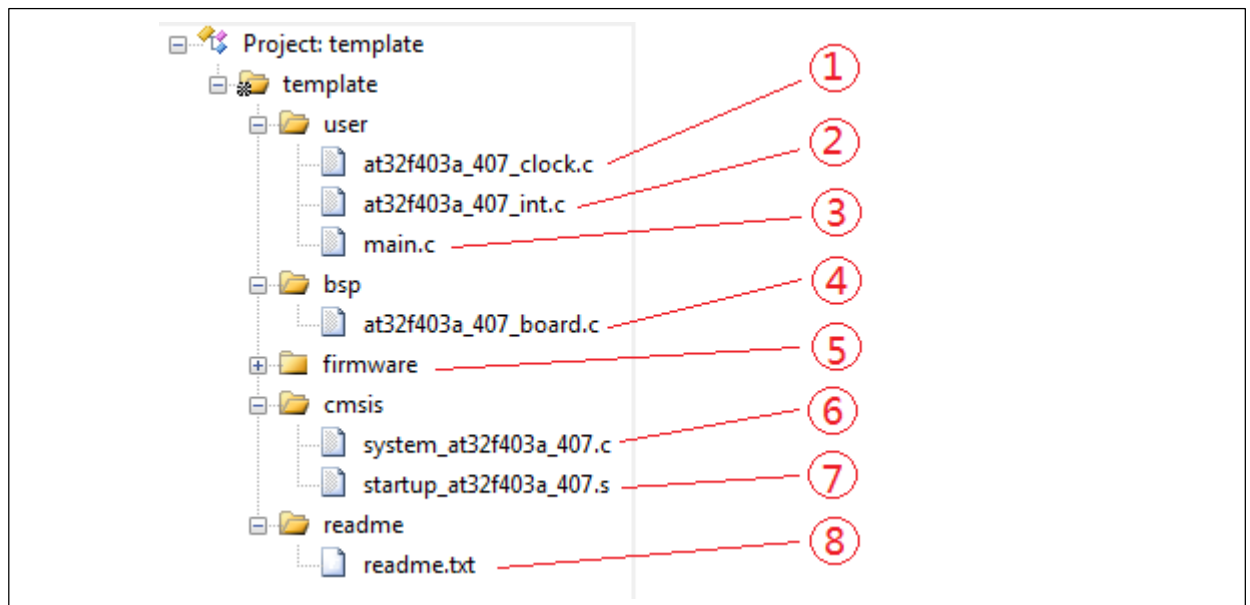 Project: template
template
①
user
at32f403a_407_clock.c
②
at32f403a_407_int.c
③
main.c
④
bsp
at32f403a_407_board.c
⑤
firmware
⑥
cmsis
system_at32f403a_407.c
⑦
startup_at32f403a_407.s
⑧
readme
readme.txt